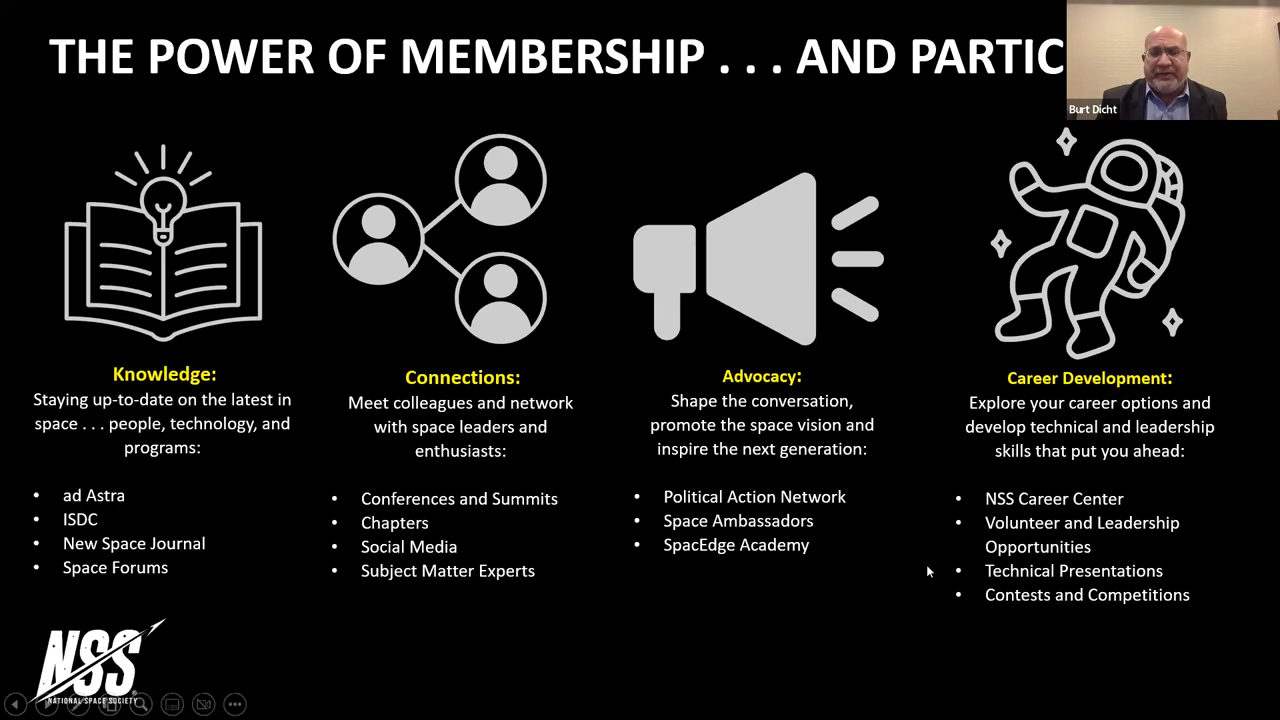 THE POWER OF MEMBERSHIP . . . AND PARTIC
Burt Dicht
Knowledge:
Staying up-to-date on the latest in
space . . . people, technology, and
programs:
• ad Astra
• ISDC
• New Space Journal
• Space Forums
Connections:
Meet colleagues and network
with space leaders and
enthusiasts:
• Conferences and Summits
• Chapters
• Social Media
• Subject Matter Experts
Advocacy:
Shape the conversation,
promote the space vision and
inspire the next generation:
• Political Action Network
• Space Ambassadors
• SpacEdge Academy
Career Development:
Explore your career options and
develop technical and leadership
skills that put you ahead:
• NSS Career Center
• Volunteer and Leadership
Opportunities
• Technical Presentations
• Contests and Competitions
NSS
NATIONAL SPACE SOCIETY